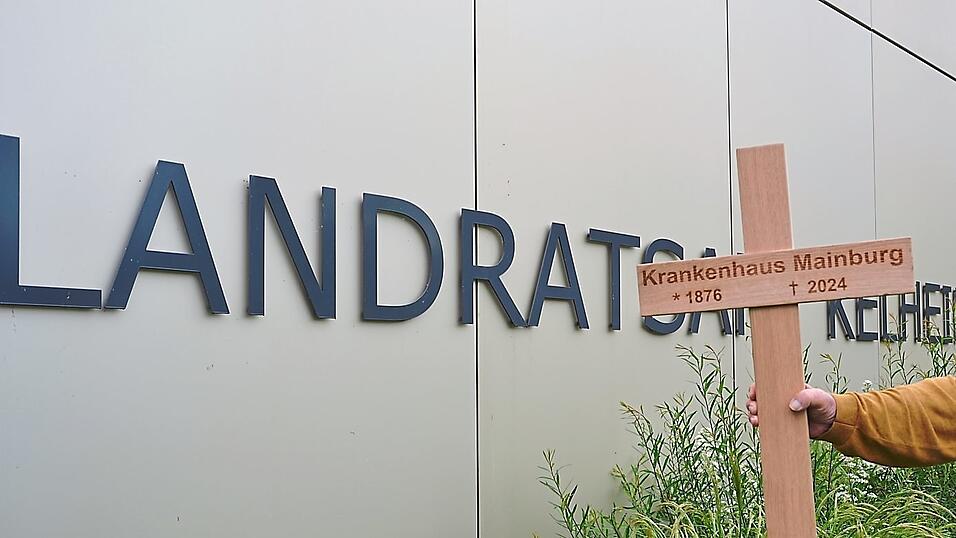 LANDRATSAMT KELHEIM
Krankenhaus Mainburg
* 1876 † 2024